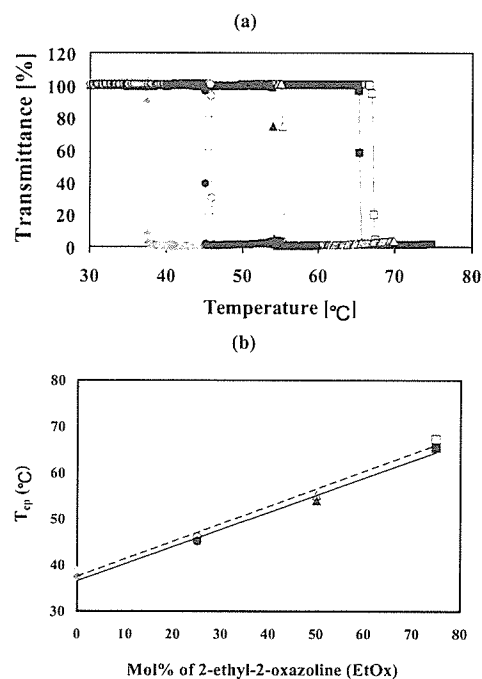 (a)
Transmittance [%]
120
100
80
60
40
20
0
30 40 50 60 70 80
Temperature [℃]
(b)
T_cp (℃)
80
70
60
50
40
30
0 10 20 30 40 50 60 70 80
Mol% of 2-ethyl-2-oxazoline (EtOx)